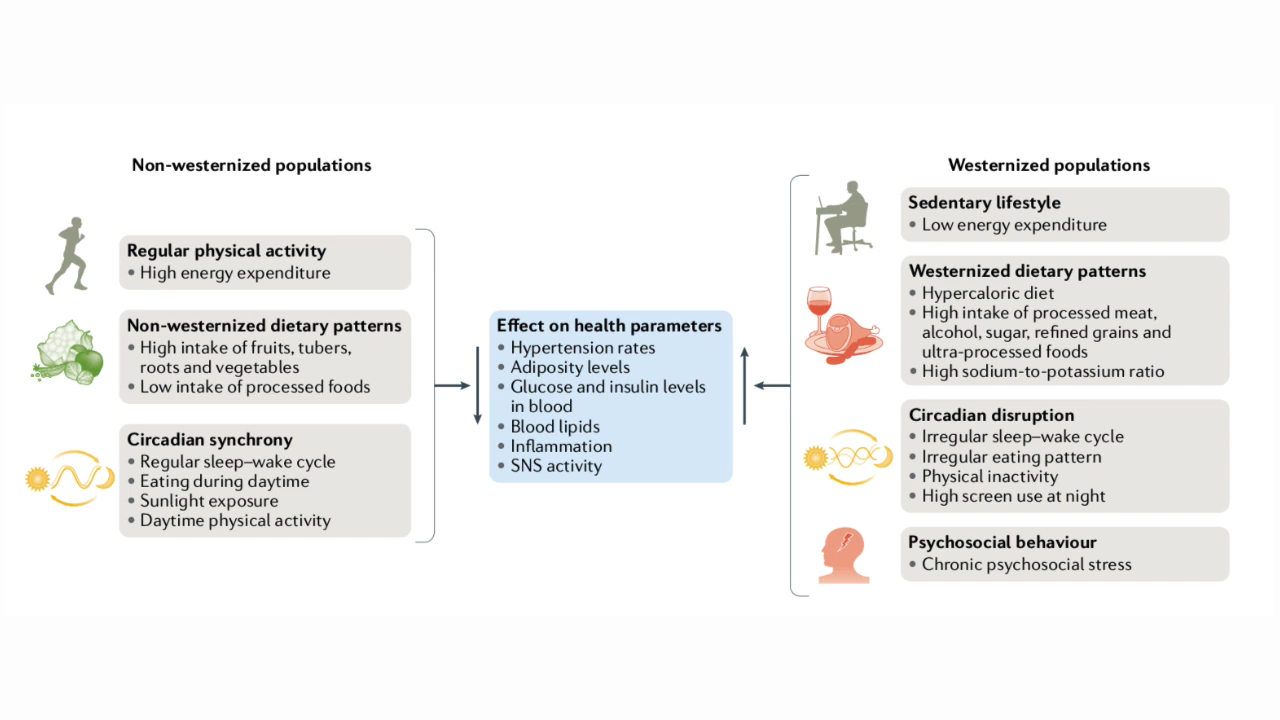 Non-westernized populations
Regular physical activity
• High energy expenditure
Non-westernized dietary patterns
• High intake of fruits, tubers,
roots and vegetables
• Low intake of processed foods
Circadian synchrony
• Regular sleep–wake cycle
• Eating during daytime
• Sunlight exposure
• Daytime physical activity
Effect on health parameters
• Hypertension rates
• Adiposity levels
• Glucose and insulin levels
in blood
• Blood lipids
• Inflammation
• SNS activity
Westernized populations
Sedentary lifestyle
• Low energy expenditure
Westernized dietary patterns
• Hypercaloric diet
• High intake of processed meat,
alcohol, sugar, refined grains and
ultra-processed foods
• High sodium-to-potassium ratio
Circadian disruption
• Irregular sleep–wake cycle
• Irregular eating pattern
• Physical inactivity
• High screen use at night
Psychosocial behaviour
• Chronic psychosocial stress